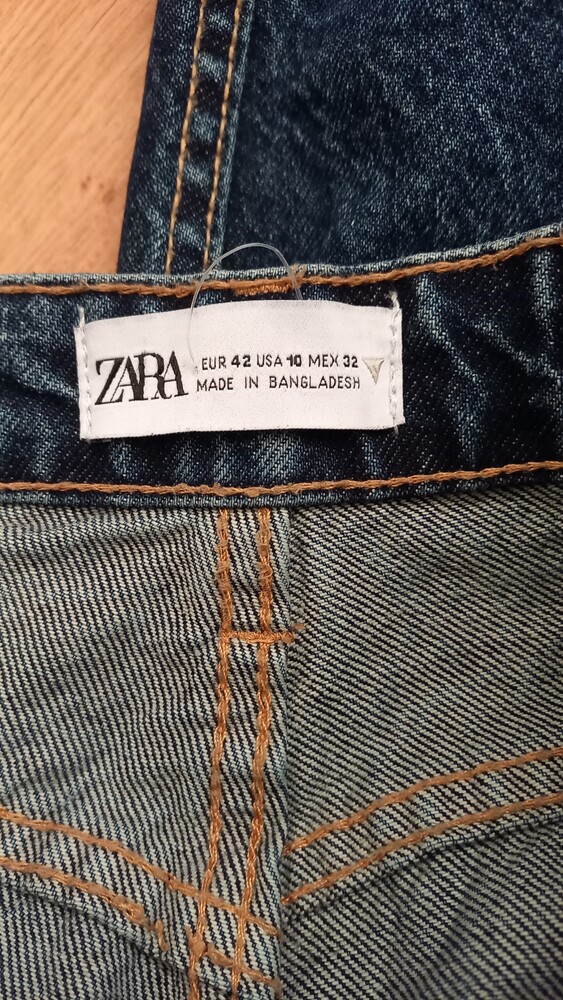 ZARA
EUR 42 USA 10 MEX 32
MADE IN BANGLADESH